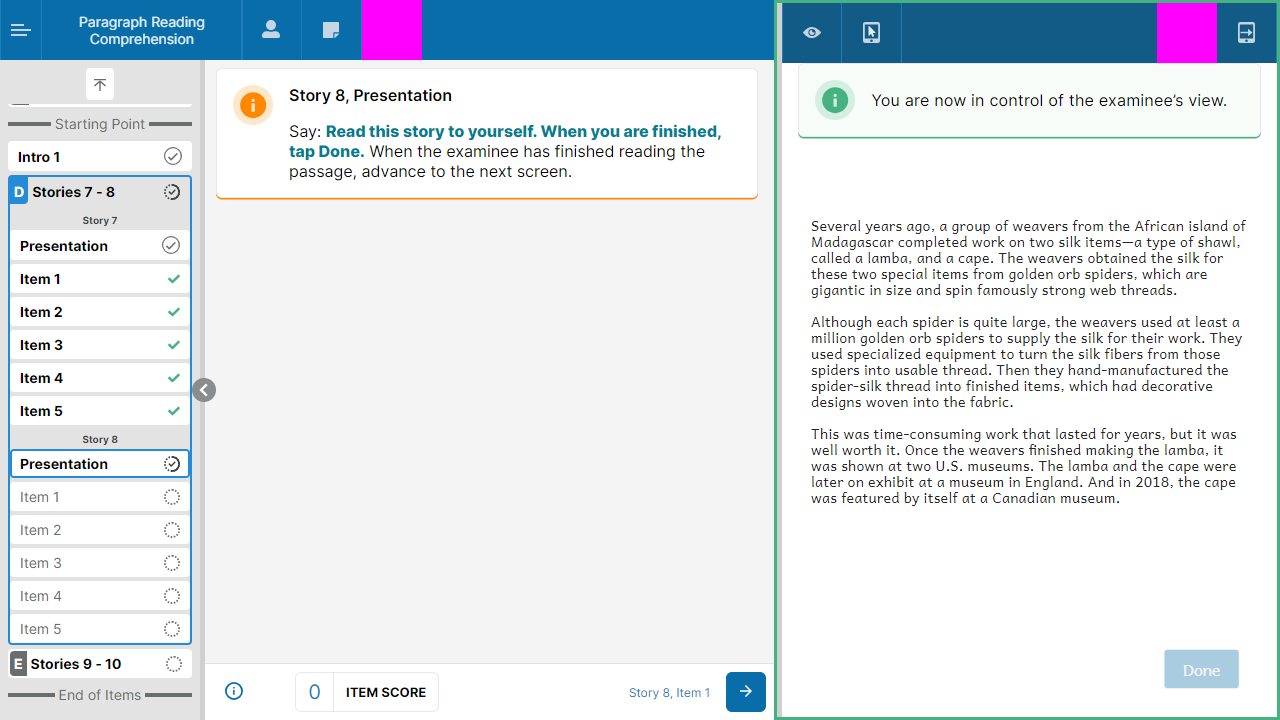 Paragraph Reading
Comprehension
Starting Point
Intro 1
D Stories 7 - 8
Story 7
Presentation
Item 1
Item 2
Item 3
Item 4
Item 5
Story 8
Presentation
Item 1
Item 2
Item 3
Item 4
Item 5
E Stories 9 - 10
End of Items
Story 8, Presentation
Say: Read this story to yourself. When you are finished,
tap Done. When the examinee has finished reading the
passage, advance to the next screen.
0 ITEM SCORE
Story 8, Item 1
You are now in control of the examinee's view.
Several years ago, a group of weavers from the African island of
Madagascar completed work on two silk items—a type of shawl,
called a lamba, and a cape. The weavers obtained the silk for
these two special items from golden orb spiders, which are
gigantic in size and spin famously strong web threads.
Although each spider is quite large, the weavers used at least a
million golden orb spiders to supply the silk for their work. They
used specialized equipment to turn the silk fibers from those
spiders into usable thread. Then they hand-manufactured the
spider-silk thread into finished items, which had decorative
designs woven into the fabric.
This was time-consuming work that lasted for years, but it was
well worth it. Once the weavers finished making the lamba, it
was shown at two U.S. museums. The lamba and the cape were
later on exhibit at a museum in England. And in 2018, the cape
was featured by itself at a Canadian museum.
Done